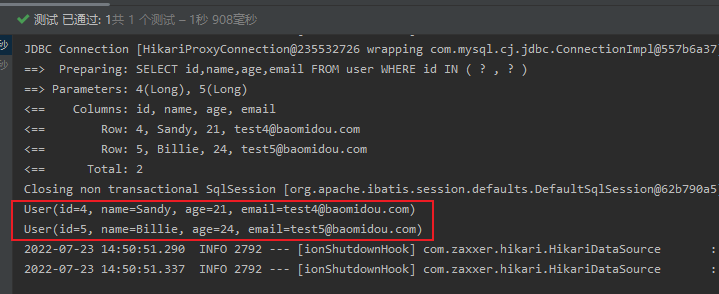 测试 已通过: 1共 1 个测试 – 1秒 908毫秒
秒 JDBC Connection [HikariProxyConnection@235532726 wrapping com.mysql.cj.jdbc.ConnectionImpl@557b6a37
秒 ==>  Preparing: SELECT id,name,age,email FROM user WHERE id IN ( ? , ? )
==> Parameters: 4(Long), 5(Long)
<==    Columns: id, name, age, email
<==        Row: 4, Sandy, 21, test4@baomidou.com
<==        Row: 5, Billie, 24, test5@baomidou.com
<==      Total: 2
Closing non transactional SqlSession [org.apache.ibatis.session.defaults.DefaultSqlSession@62b790a5
User(id=4, name=Sandy, age=21, email=test4@baomidou.com)
User(id=5, name=Billie, age=24, email=test5@baomidou.com)
2022-07-23 14:50:51.290  INFO 2792 --- [ionShutdownHook] com.zaxxer.hikari.HikariDataSource       :
2022-07-23 14:50:51.337  INFO 2792 --- [ionShutdownHook] com.zaxxer.hikari.HikariDataSource       :